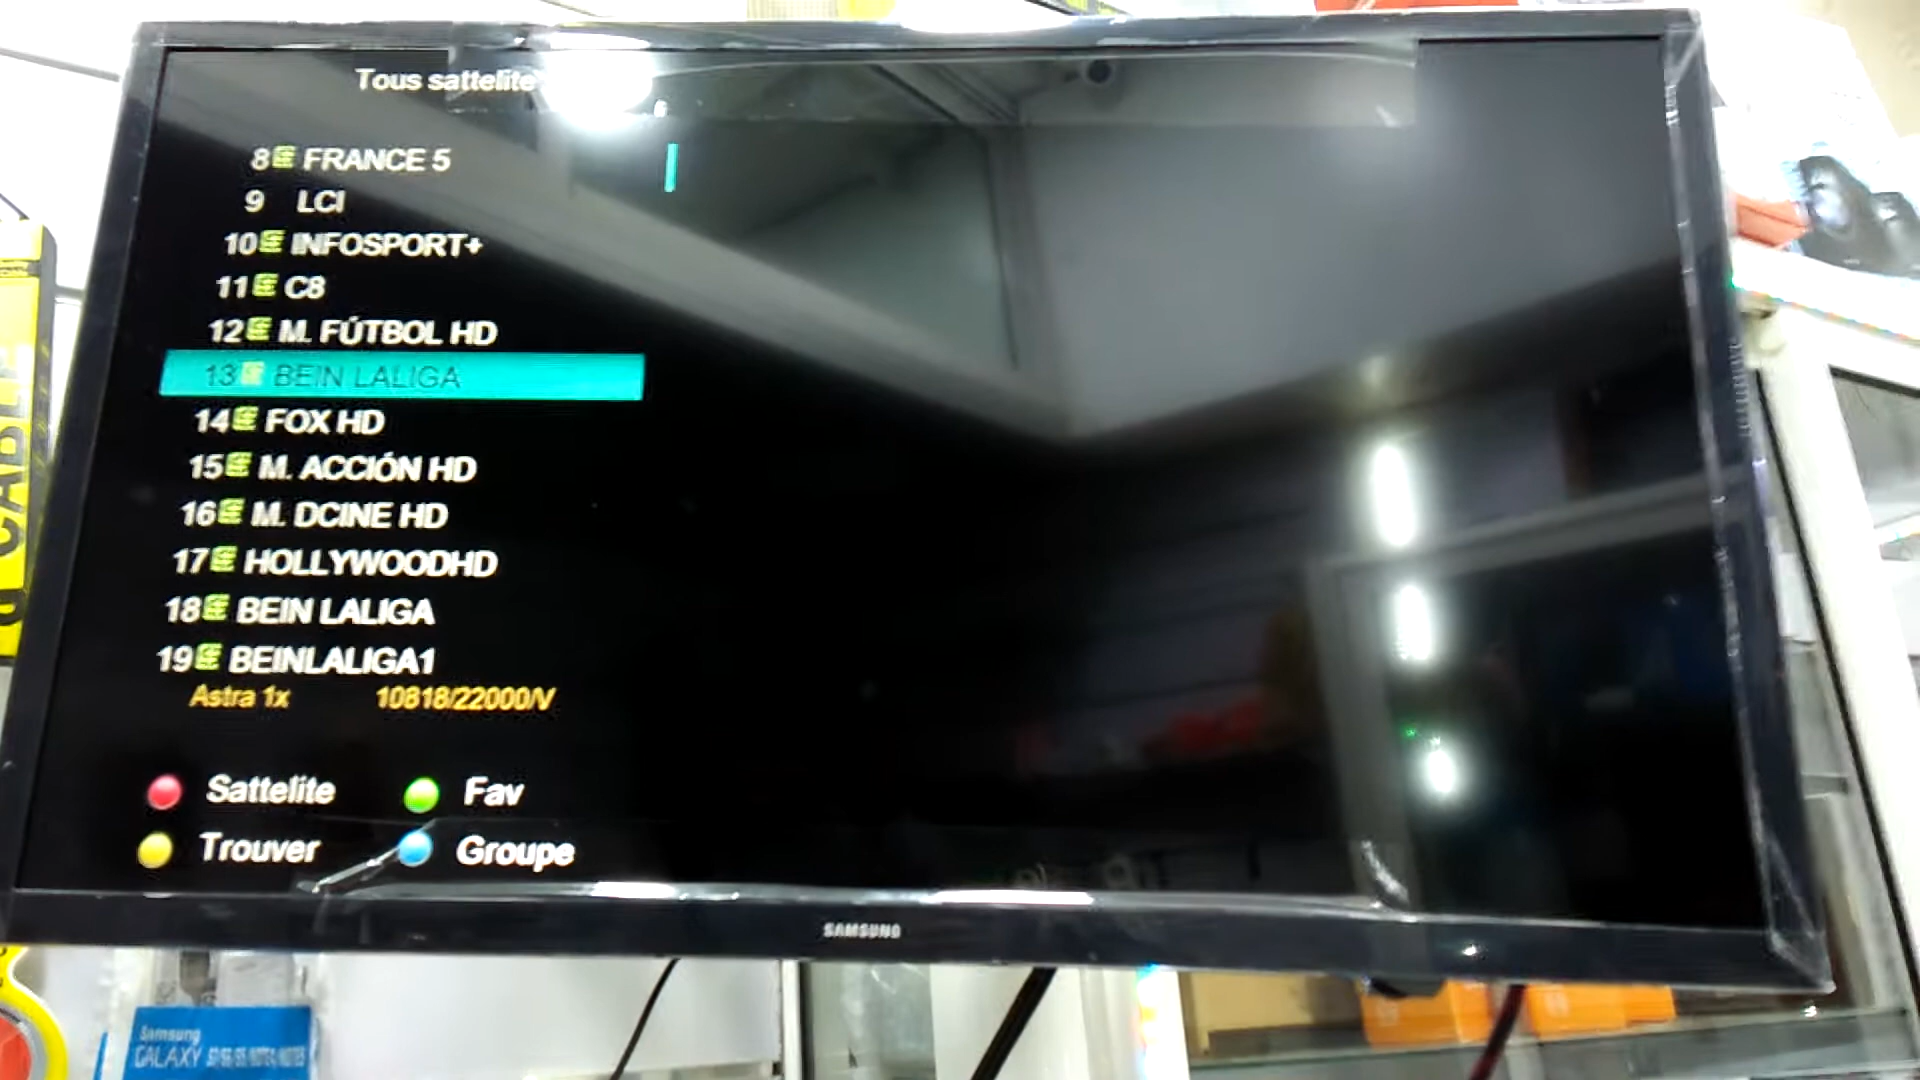 Tous sattelite
8 FRANCE 5
9 LCI
10 INFOSPORT+
11 C8
12 M. FÚTBOL HD
13 BEIN LALIGA
14 FOX HD
15 M. ACCIÓN HD
16 M. DCINE HD
17 HOLLYWOODHD
18 BEIN LALIGA
19 BEINLALIGA1
Astra 1x 10818/22000/V
Sattelite Fav
Trouver Groupe
SAMSUNG
Samsung
GALAXY